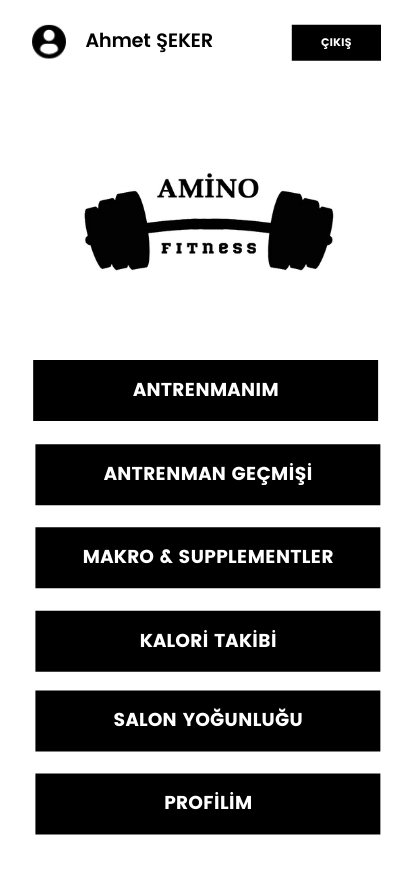 Ahmet ŞEKER
ÇIKIŞ
AMİNO
FITNESS
ANTRENMANIM
ANTRENMAN GEÇMİŞİ
MAKRO & SUPPLEMENTLER
KALORİ TAKİBİ
SALON YOĞUNLUĞU
PROFİLİM